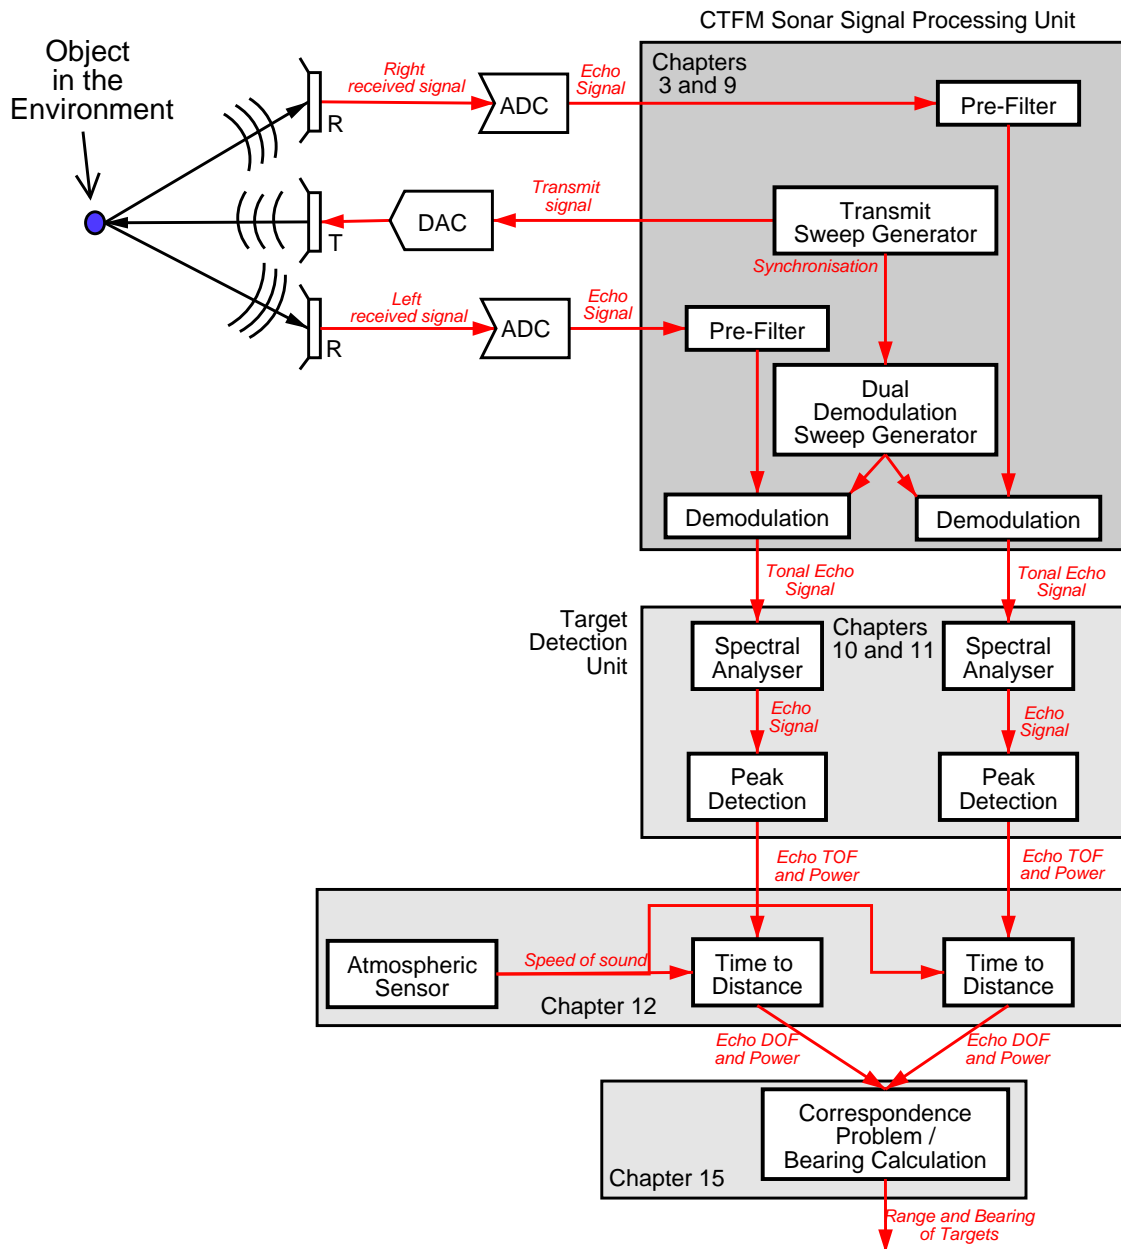 CTFM Sonar Signal Processing Unit
Object
in the
Environment
Right
received signal
ADC
Echo
Signal
Chapters
3 and 9
Pre-Filter
R
Transmit
signal
DAC
T
Transmit
Sweep Generator
Synchronisation
Left
received signal
ADC
Echo
Signal
Pre-Filter
R
Dual
Demodulation
Sweep Generator
Demodulation
Demodulation
Tonal Echo
Signal
Tonal Echo
Signal
Target
Detection
Unit
Chapters
10 and 11
Spectral
Analyser
Spectral
Analyser
Echo
Signal
Echo
Signal
Peak
Detection
Peak
Detection
Echo TOF
and Power
Echo TOF
and Power
Atmospheric
Sensor
Speed of sound
Time to
Distance
Time to
Distance
Chapter 12
Echo DOF
and Power
Echo DOF
and Power
Correspondence
Problem /
Bearing Calculation
Chapter 15
Range and Bearing
of Targets